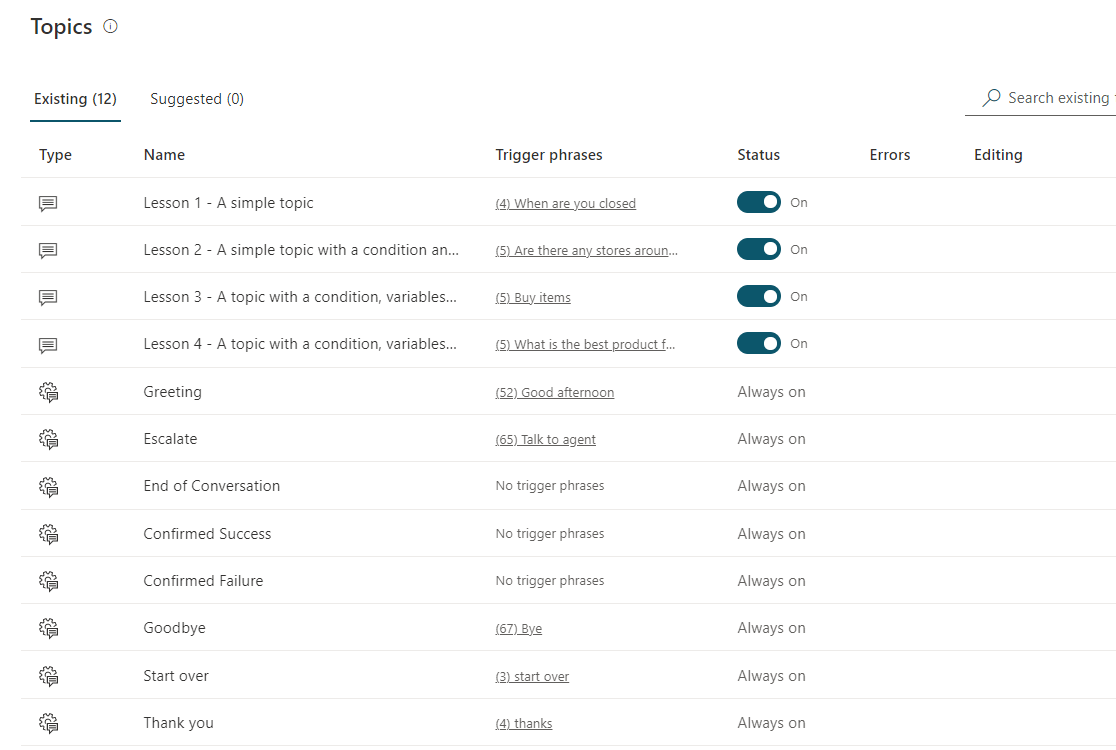 Topics
Existing (12) Suggested (0) Search existing
Type Name Trigger phrases Status Errors Editing
Lesson 1 - A simple topic (4) When are you closed On
Lesson 2 - A simple topic with a condition an... (5) Are there any stores aroun... On
Lesson 3 - A topic with a condition, variables... (5) Buy items On
Lesson 4 - A topic with a condition, variables... (5) What is the best product f... On
Greeting (52) Good afternoon Always on
Escalate (65) Talk to agent Always on
End of Conversation No trigger phrases Always on
Confirmed Success No trigger phrases Always on
Confirmed Failure No trigger phrases Always on
Goodbye (67) Bye Always on
Start over (3) start over Always on
Thank you (4) thanks Always on